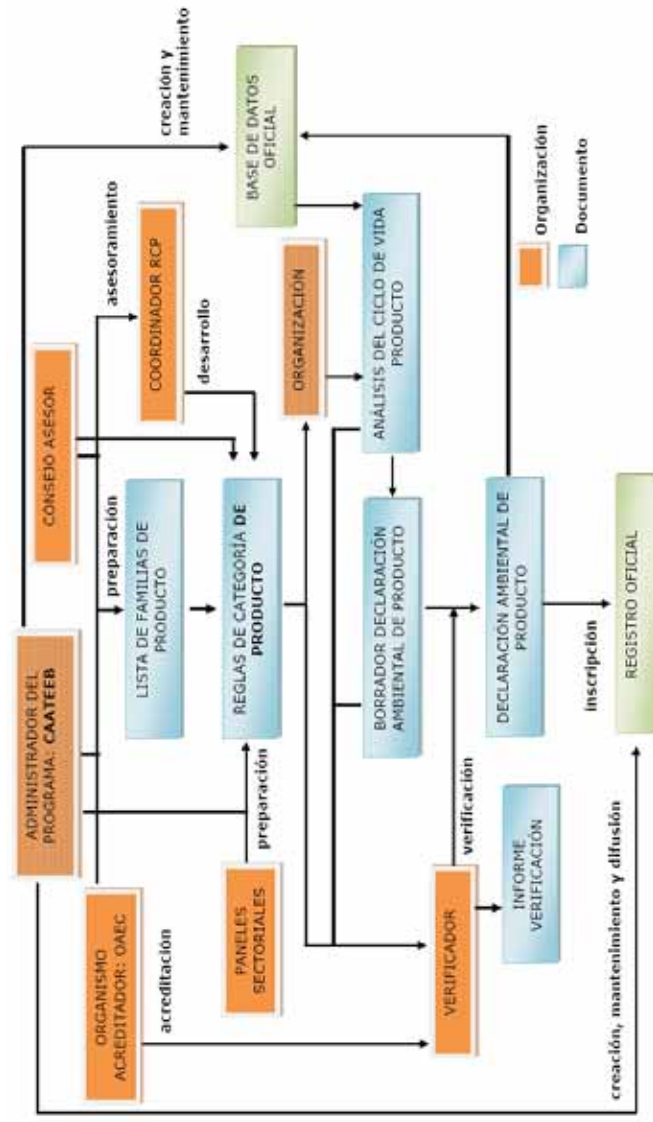 ADMINISTRADOR DEL
PROGRAMA: CAATEEB
CONSEJO ASESOR
ORGANISMO
ACREDITADOR: OAEC
acreditación
preparación
asesoramiento
creación y
mantenimiento
LISTA DE FAMILIAS DE
PRODUCTO
COORDINADOR RCP
desarrollo
BASE DE DATOS
OFICIAL
PANELES
SECTORIALES
preparación
REGLAS DE CATEGORÍA DE
PRODUCTO
ORGANIZACIÓN
BORRADOR DECLARACIÓN
AMBIENTAL DE PRODUCTO
ANÁLISIS DEL CICLO DE VIDA
PRODUCTO
VERIFICADOR
verificación
INFORME
VERIFICACIÓN
DECLARACIÓN AMBIENTAL DE
PRODUCTO
inscripción
REGISTRO OFICIAL
creación, mantenimiento y difusión
Organización
Documento